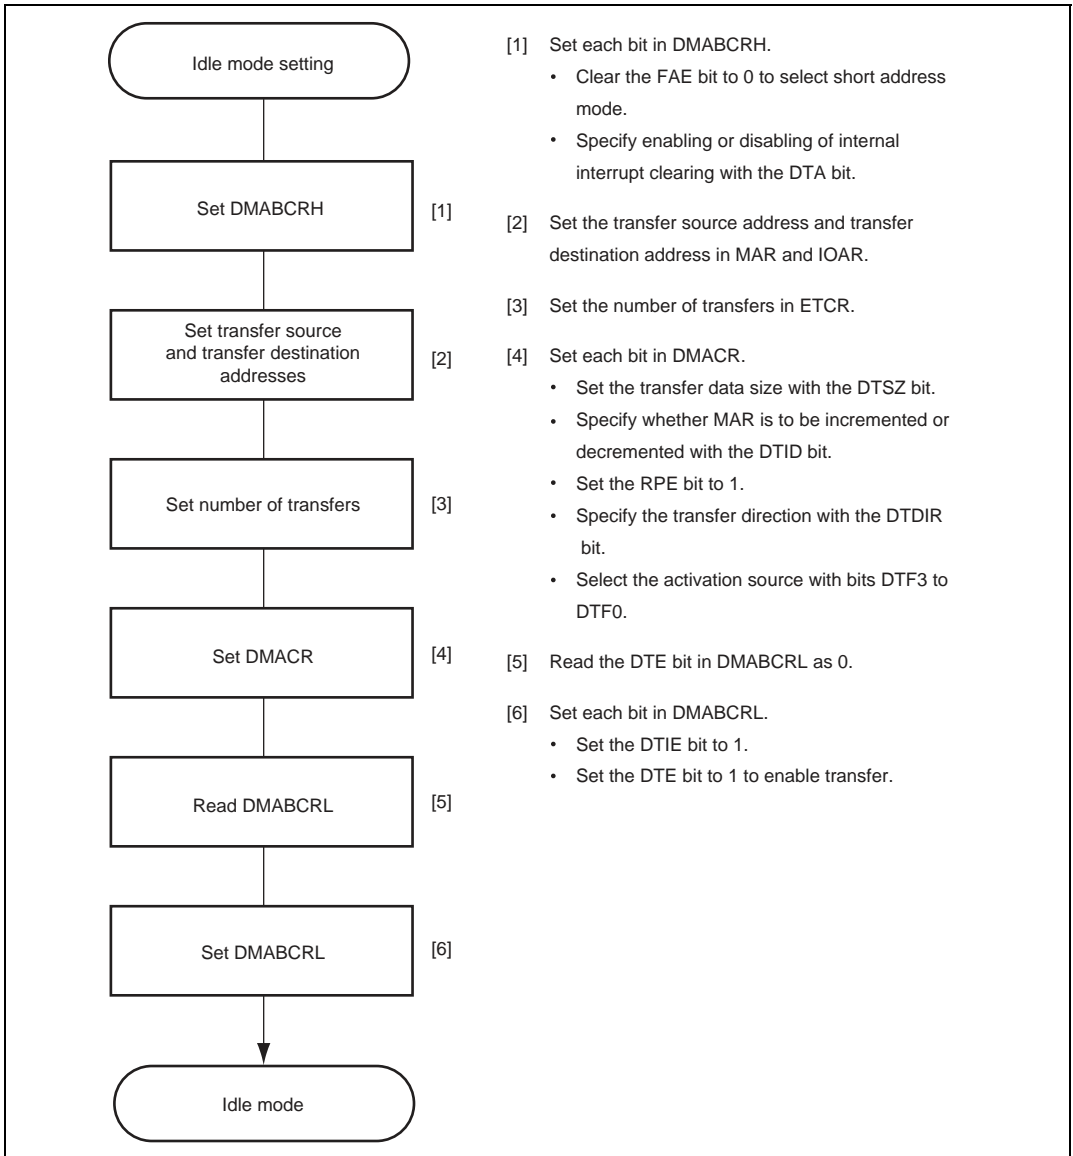 Idle mode setting
Set DMABCRH
[1]
Set transfer source
and transfer destination
addresses
[2]
Set number of transfers
[3]
Set DMACR
[4]
Read DMABCRL
[5]
Set DMABCRL
[6]
Idle mode
[1] Set each bit in DMABCRH.
• Clear the FAE bit to 0 to select short address
mode.
• Specify enabling or disabling of internal
interrupt clearing with the DTA bit.
[2] Set the transfer source address and transfer
destination address in MAR and IOAR.
[3] Set the number of transfers in ETCR.
[4] Set each bit in DMACR.
• Set the transfer data size with the DTSZ bit.
• Specify whether MAR is to be incremented or
decremented with the DTID bit.
• Set the RPE bit to 1.
• Specify the transfer direction with the DTDIR
bit.
• Select the activation source with bits DTF3 to
DTF0.
[5] Read the DTE bit in DMABCRL as 0.
[6] Set each bit in DMABCRL.
• Set the DTIE bit to 1.
• Set the DTE bit to 1 to enable transfer.